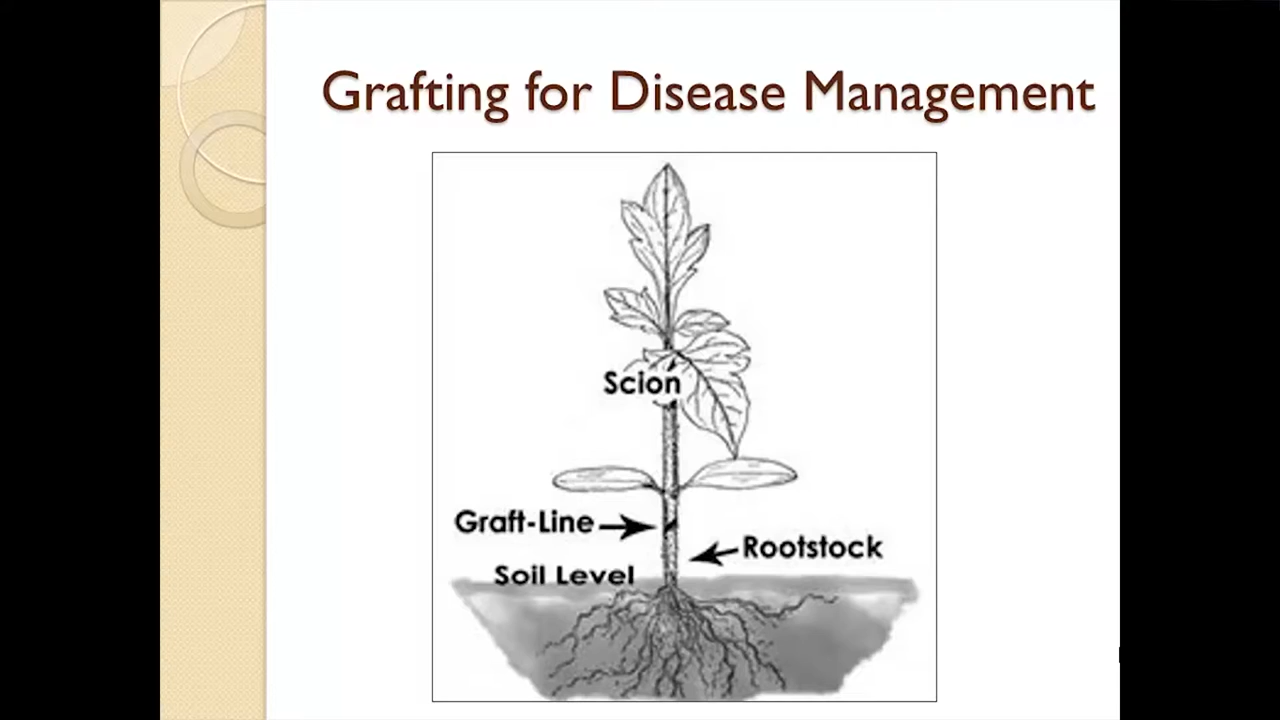 Grafting for Disease Management
Scion
Graft-Line
Rootstock
Soil Level